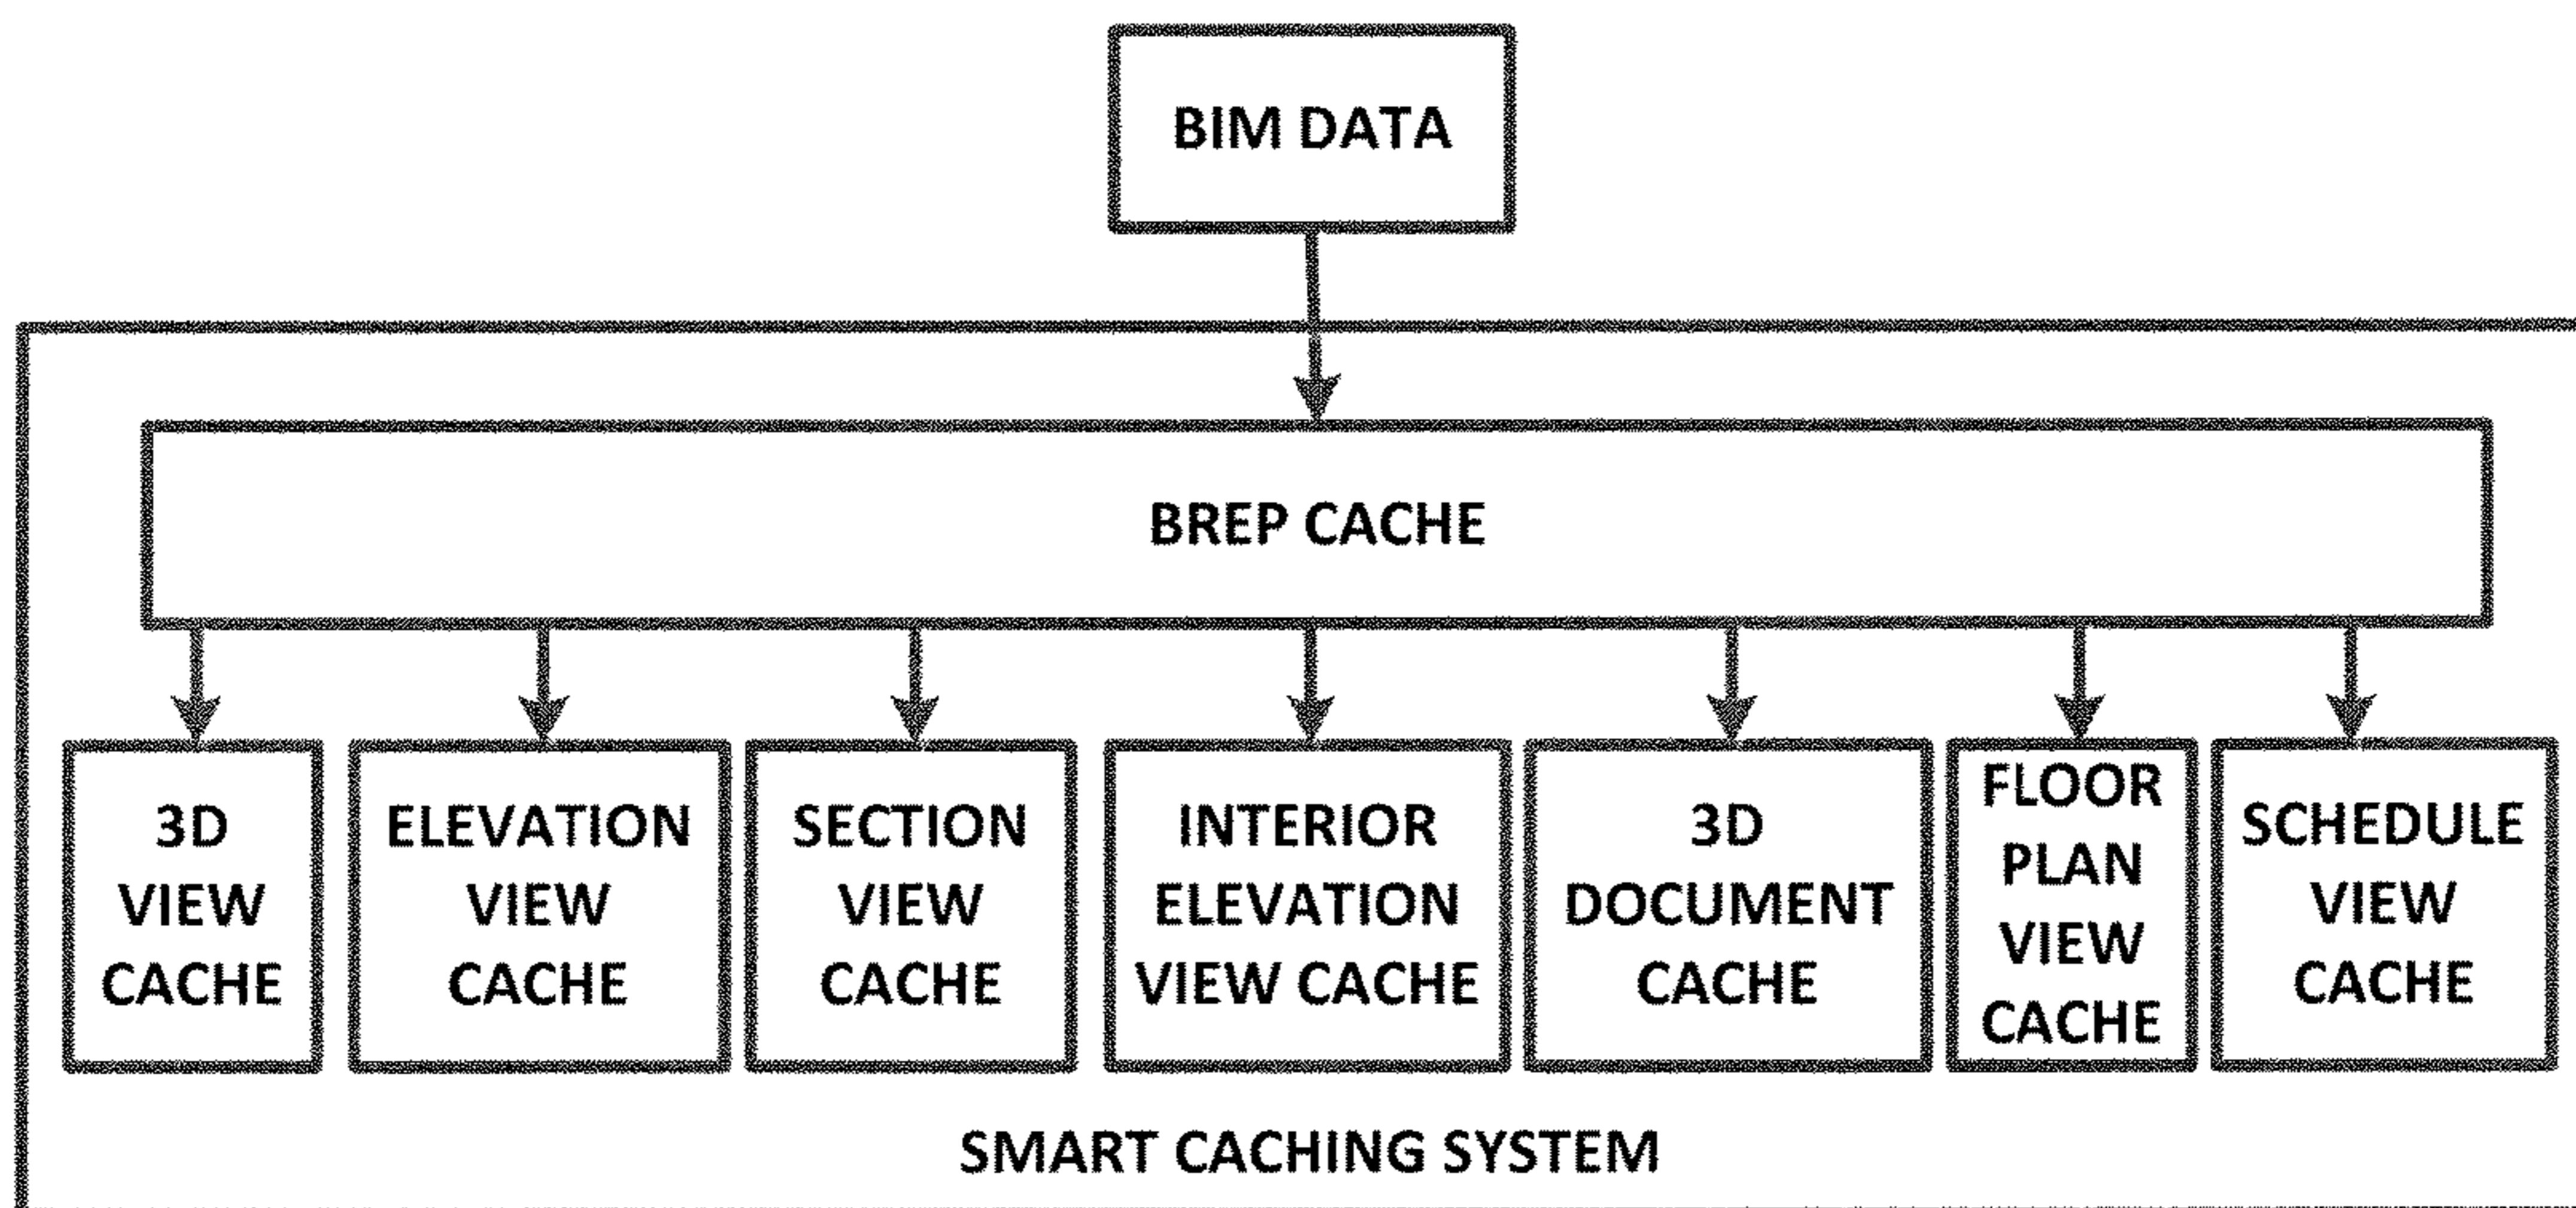 BIM DATA
BREP CACHE
3D
VIEW
CACHE
ELEVATION
VIEW
CACHE
SECTION
VIEW
CACHE
INTERIOR
ELEVATION
VIEW CACHE
3D
DOCUMENT
CACHE
FLOOR
PLAN
VIEW
CACHE
SCHEDULE
VIEW
CACHE
SMART CACHING SYSTEM